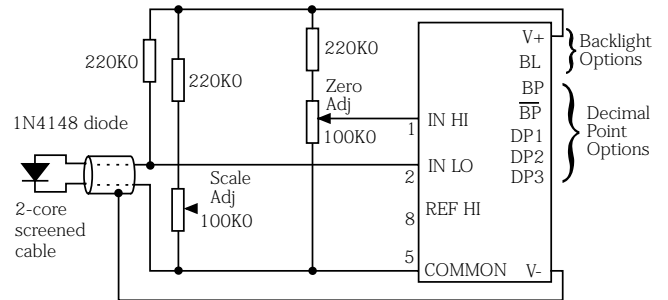 220K0
220K0
220K0
Zero
Adj
100K0
1N4148 diode
2-core
screened
cable
Scale
Adj
100K0
1
2
8
5
IN HI
IN LO
REF HI
COMMON
V+
BL
BP
BP
DP1
DP2
DP3
V-
Backlight
Options
Decimal
Point
Options